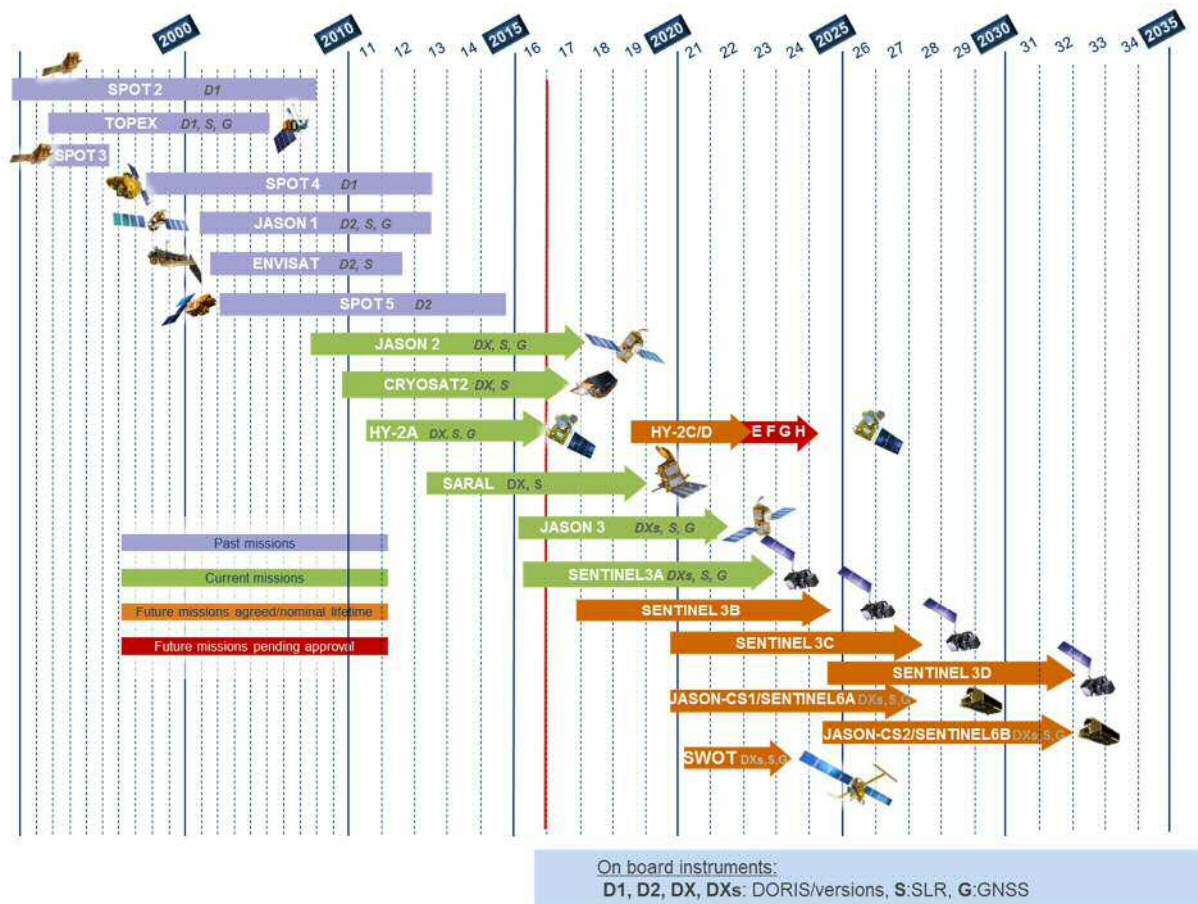 2000 2010 11 12 13 14 2015 16 17 18 19 2020 21 22 23 24 2025 26 27 28 29 2030 31 32 33 34 2035
SPOT 2 D1
TOPEX D1, S, G
SPOT 3
SPOT 4 D1
JASON 1 D2, S, G
ENVISAT D2, S
SPOT 5 D2
JASON 2 DX, S, G
CRYOSAT2 DX, S
HY-2A DX, S, G HY-2C/D E F G H
SARAL DX, S
JASON 3 DXs, S, G
Past missions
SENTINEL3A DXs, S, G
Current missions
SENTINEL 3B
Future missions agreed/nominal lifetime
SENTINEL 3C
Future missions pending approval
SENTINEL 3D
JASON-CS1/SENTINEL6A DXs,S,G
JASON-CS2/SENTINEL6B DXs,S,G
SWOT DXs,S,G
On board instruments:
D1, D2, DX, DXs: DORIS/versions, S:SLR, G:GNSS